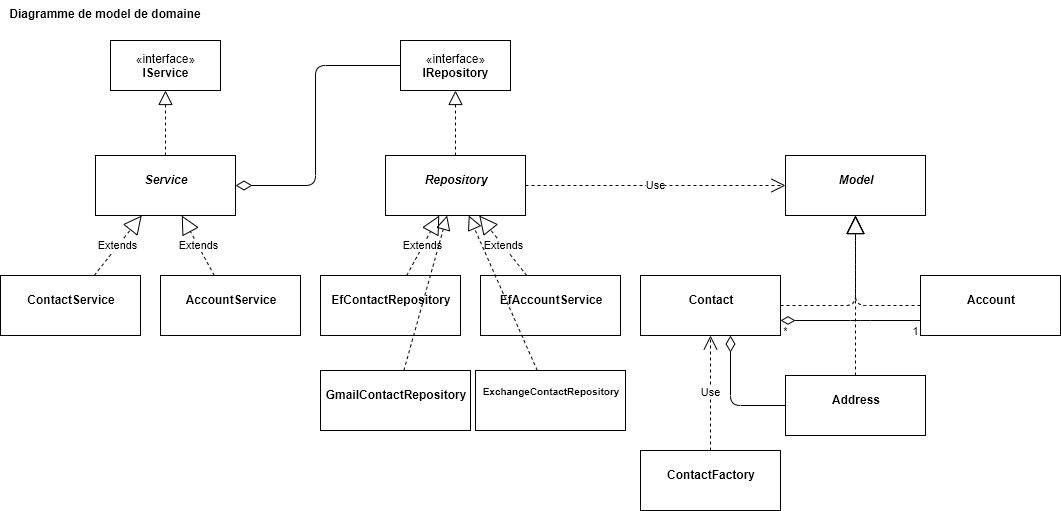 Diagramme de model de domaine
«interface»
IService
«interface»
IRepository
Service
Repository
Use
Model
Extends
Extends
Extends
Extends
ContactService
AccountService
EfContactRepository
EfAccountService
Contact
Account
*
1
GmailContactRepository
ExchangeContactRepository
Use
Address
ContactFactory